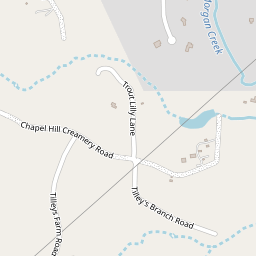 Morgan Creek
Trout Lilly Lane
Chapel Hill Creamery Road
Tilleys Farm Road
Tilley's Branch Road